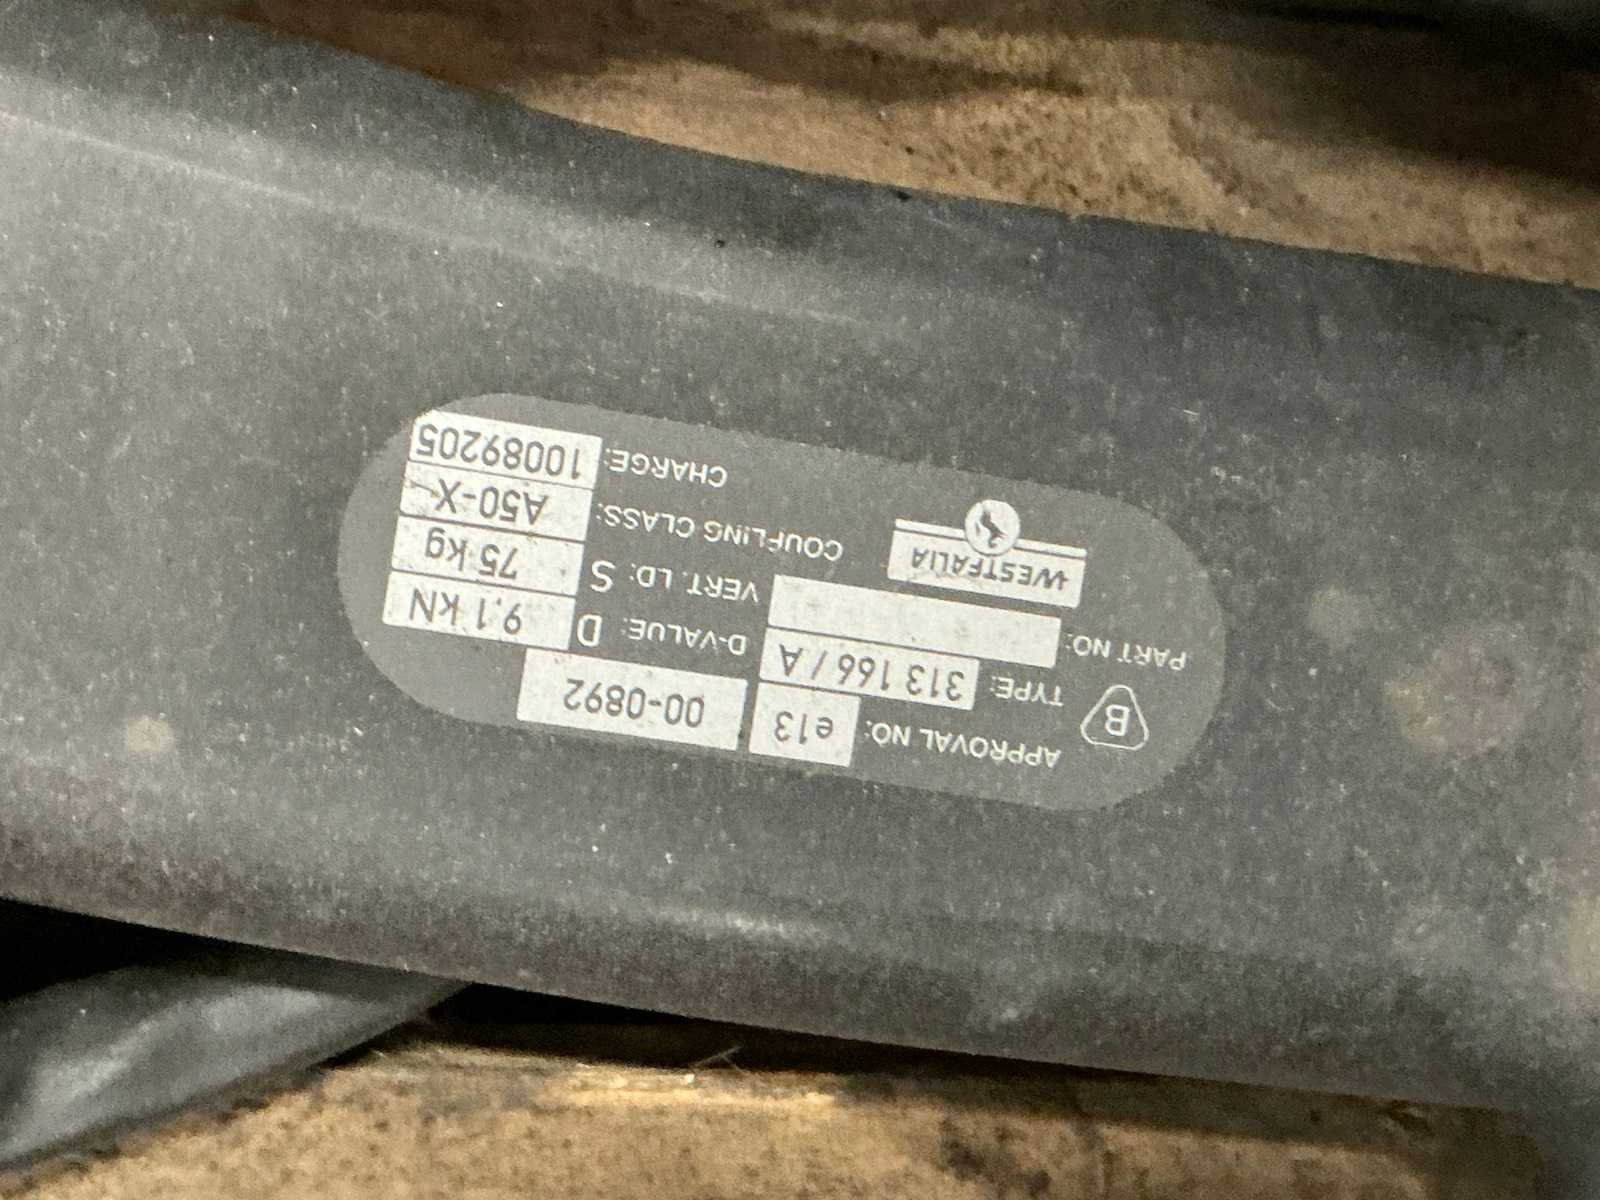 B
APPROVAL NO: e13 00-0892
TYPE: 313 166 / A
D-VALUE: D 9,1 kN
PART NO:
VERT. LD: S 75 kg
WESTFALIA
COUPLING CLASS: A50-X
CHARGE: 10089205